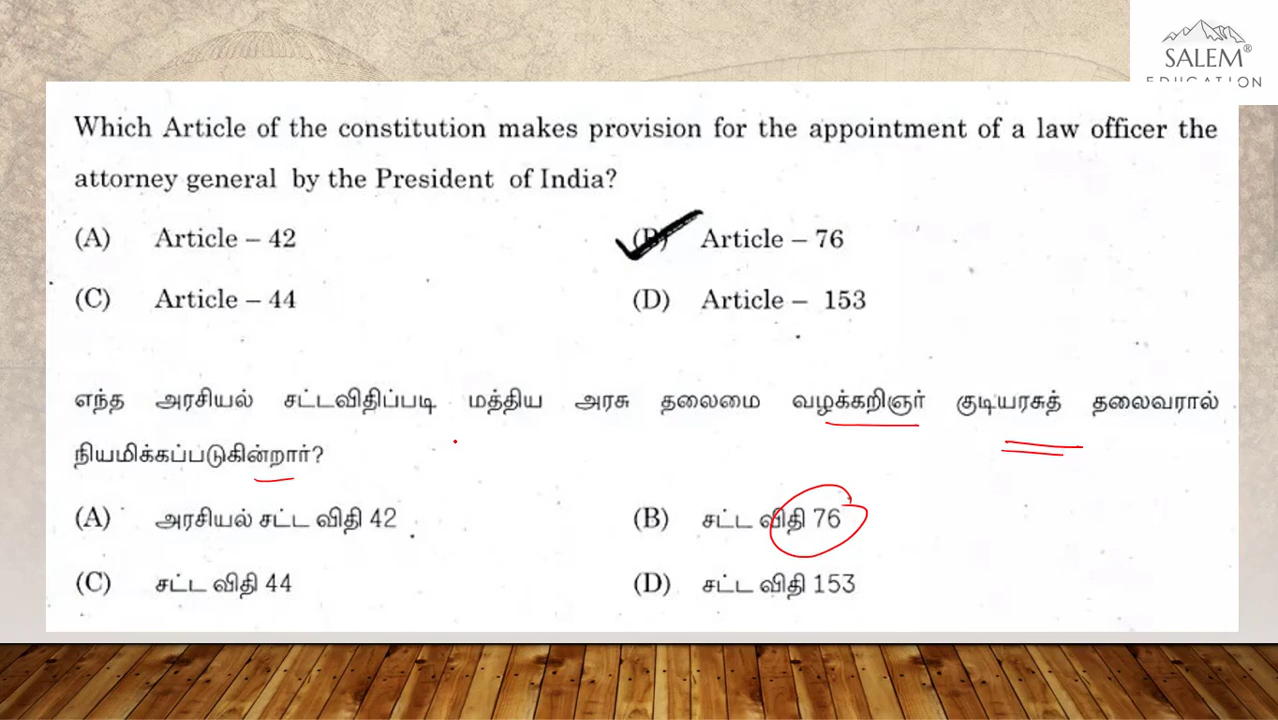 SALEM®
EDUCATION
Which Article of the constitution makes provision for the appointment of a law officer the
attorney general by the President of India?
(A) Article – 42 (B) Article – 76
(C) Article – 44 (D) Article – 153
எந்த அரசியல் சட்டவிதிப்படி மத்திய அரசு தலைமை வழக்கறிஞர் குடியரசுத் தலைவரால்
நியமிக்கப்படுகின்றார்?
(A) அரசியல் சட்ட விதி 42 (B) சட்ட விதி 76
(C) சட்ட விதி 44 (D) சட்ட விதி 153